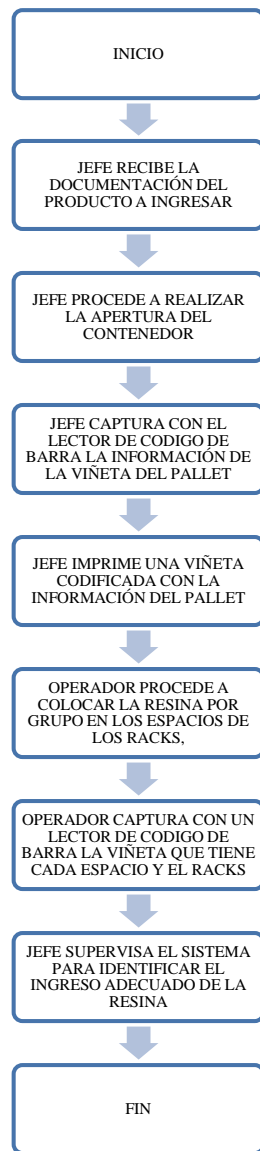 INICIO
JEFE RECIBE LA
DOCUMENTACIÓN DEL
PRODUCTO A INGRESAR
JEFE PROCEDE A REALIZAR
LA APERTURA DEL
CONTENEDOR
JEFE CAPTURA CON EL
LECTOR DE CODIGO DE
BARRA LA INFORMACIÓN DE
LA VIÑETA DEL PALLET
JEFE IMPRIME UNA VIÑETA
CODIFICADA CON LA
INFORMACIÓN DEL PALLET
OPERADOR PROCEDE A
COLOCAR LA RESINA POR
GRUPO EN LOS ESPACIOS DE
LOS RACKS,
OPERADOR CAPTURA CON UN
LECTOR DE CODIGO DE
BARRA LA VIÑETA QUE TIENE
CADA ESPACIO Y EL RACKS
JEFE SUPERVISA EL SISTEMA
PARA IDENTIFICAR EL
INGRESO ADECUADO DE LA
RESINA
FIN